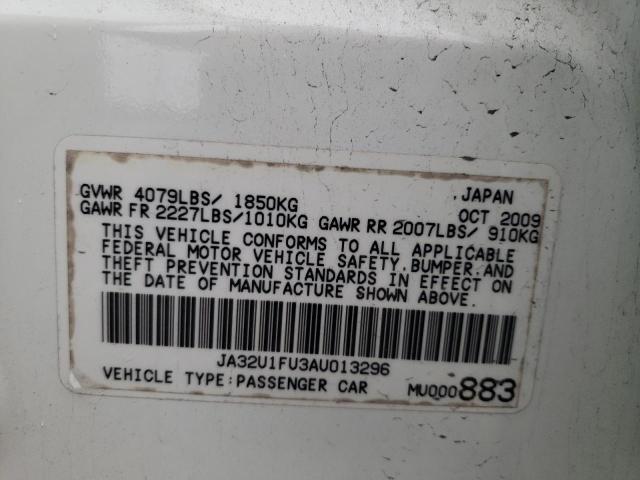 GVWR 4079LBS/ 1850KG JAPAN
OCT 2009
GAWR FR 2227LBS/1010KG GAWR RR 2007LBS/ 910KG
THIS VEHICLE CONFORMS TO ALL APPLICABLE
FEDERAL MOTOR VEHICLE SAFETY, BUMPER, AND
THEFT PREVENTION STANDARDS IN EFFECT ON
THE DATE OF MANUFACTURE SHOWN ABOVE.
JA32U1FU3AU013296
VEHICLE TYPE:PASSENGER CAR MU000883